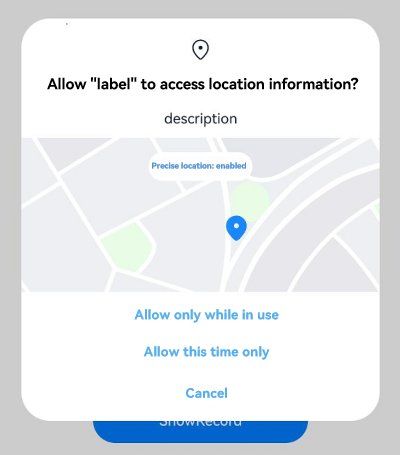 Allow "label" to access location information?
description
Precise location: enabled
Allow only while in use
Allow this time only
Cancel
ShowRecord